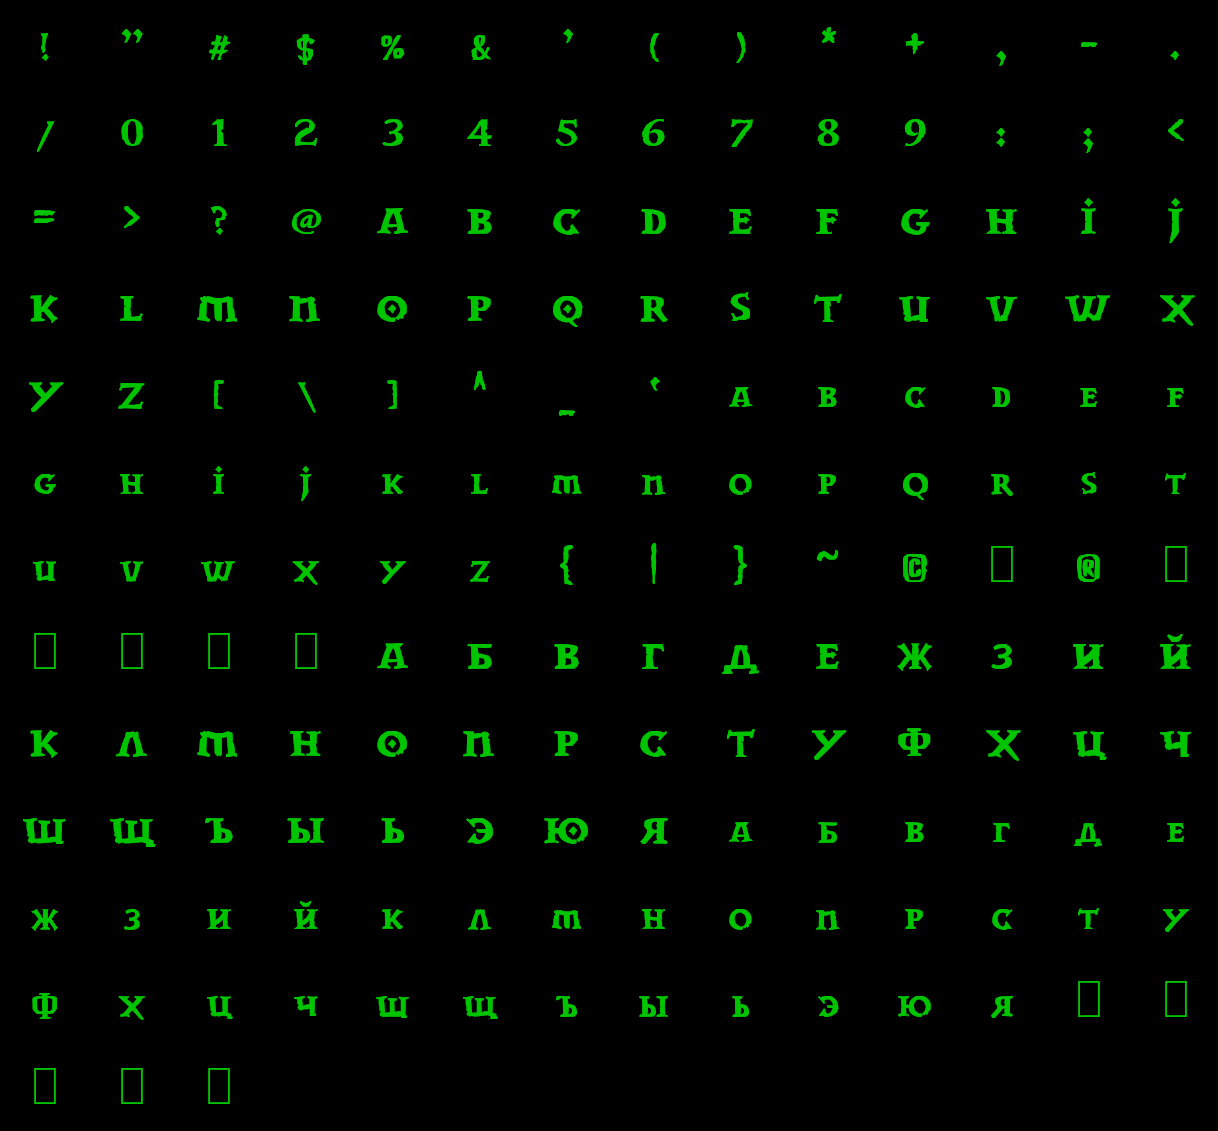 ! " # $ % & ' ( ) * + , - .
/ 0 1 2 3 4 5 6 7 8 9 : ; <
= > ? @ A B C D E F G H I J
K L M N O P Q R S T U V W X
Y Z [ \ ] ^ _ ` a b c d e f
g h i j k l m n o p q r s t
u v w x y z { | } ~ © □ ® □
□ □ □ □ А Б В Г Д Е Ж З И Й
К Л М Н О П Р С Т У Ф Х Ц Ч
Ш Щ Ъ Ы Ь Э Ю Я а б в г д е
ж з и й к л м н о п р с т у
ф х ц ч ш щ ъ ы ь э ю я □ □
□ □ □